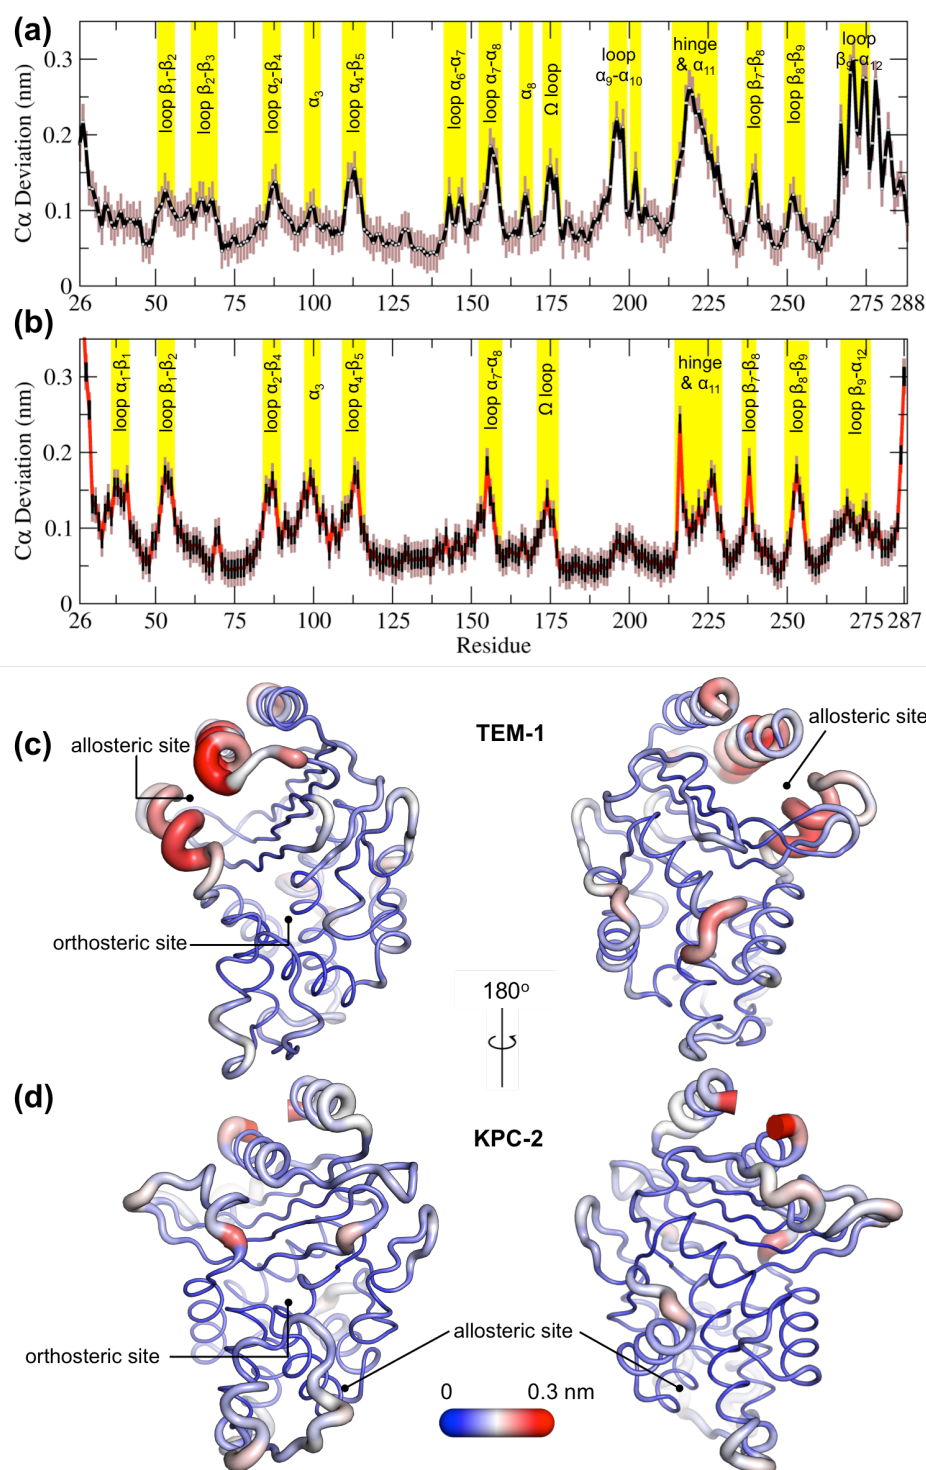 (a)
Cα Deviation (nm)
0.3
0.2
0.1
0
loop β1-β2
loop β2-β3
loop α2-β4
α3
loop α4-β5
loop α6-α7
loop α7-α8
α8
Ω loop
loop
α9-α10
hinge
& α11
loop β7-β8
loop β8-β9
loop
β9-α12
26 50 75 100 125 150 175 200 225 250 275 288
(b)
Cα Deviation (nm)
0.3
0.2
0.1
0
loop α1-β1
loop β1-β2
loop α2-β4
α3
loop α4-β5
loop α7-α8
Ω loop
hinge
& α11
loop β7-β8
loop β8-β9
loop β9-α12
26 50 75 100 125 150 175 200 225 250 275 287
Residue
(c)
TEM-1
allosteric site
allosteric site
orthosteric site
180°
(d)
KPC-2
orthosteric site
allosteric site
0 0.3 nm